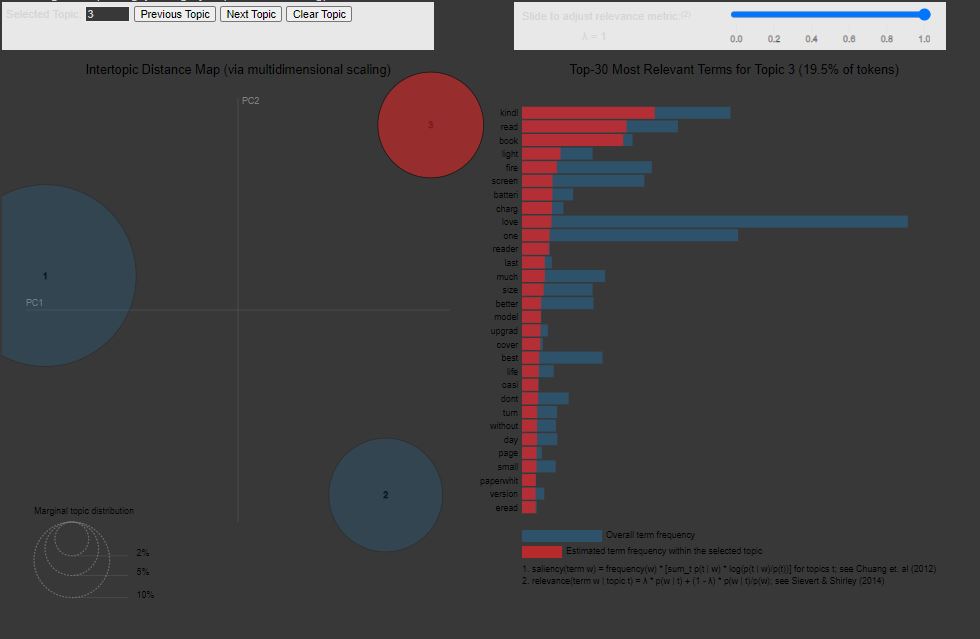 Selected Topic: 3 Previous Topic Next Topic Clear Topic
Slide to adjust relevance metric:(2)
λ = 1
0.0 0.2 0.4 0.6 0.8 1.0
Intertopic Distance Map (via multidimensional scaling)
PC2
PC1
3
1
2
Marginal topic distribution
2%
5%
10%
Top-30 Most Relevant Terms for Topic 3 (19.5% of tokens)
kindl
read
book
light
fire
screen
batteri
charg
love
one
reader
last
much
size
better
model
upgrad
cover
best
life
easi
dont
turn
without
day
page
small
paperwhit
version
eread
Overall term frequency
Estimated term frequency within the selected topic
1. saliency(term w) = frequency(w) * [sum_t p(t | w) * log(p(t | w)/p(t))] for topics t; see Chuang et. al (2012)
2. relevance(term w | topic t) = λ * p(w | t) + (1 - λ) * p(w | t)/p(w); see Sievert & Shirley (2014)